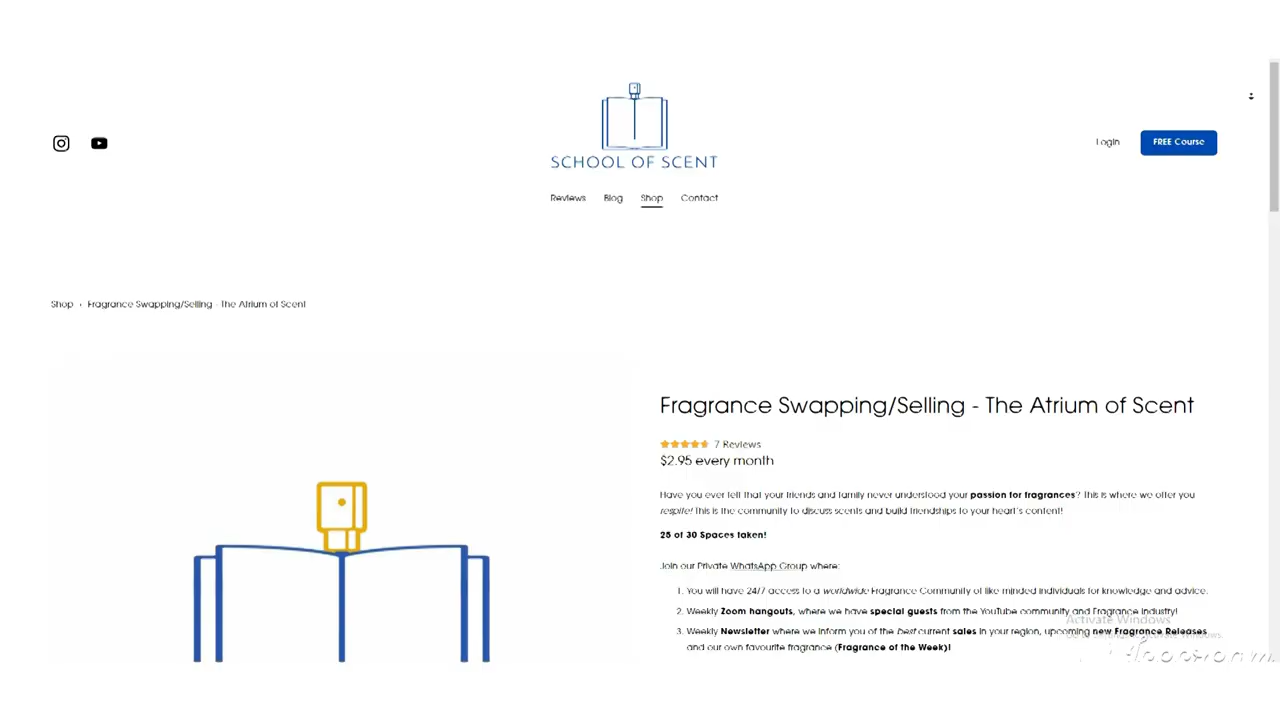 SCHOOL OF SCENT
Login
FREE Course
Reviews Blog Shop Contact
Shop › Fragrance Swapping/Selling - The Atrium of Scent
Fragrance Swapping/Selling - The Atrium of Scent
7 Reviews
$2.95 every month
Have you ever felt that your friends and family never understood your passion for fragrances? This is where we offer you
respite! This is the community to discuss scents and build friendships to your heart's content!
25 of 30 Spaces taken!
Join our Private WhatsApp Group where:
1. You will have 24/7 access to a worldwide Fragrance Community of like minded individuals for knowledge and advice.
2. Weekly Zoom hangouts, where we have special guests from the YouTube community and Fragrance Industry!
Activate Windows
3. Weekly Newsletter where we inform you of the best current sales in your region, upcoming new Fragrance Releases
and our own favourite fragrance (Fragrance of the Week)!